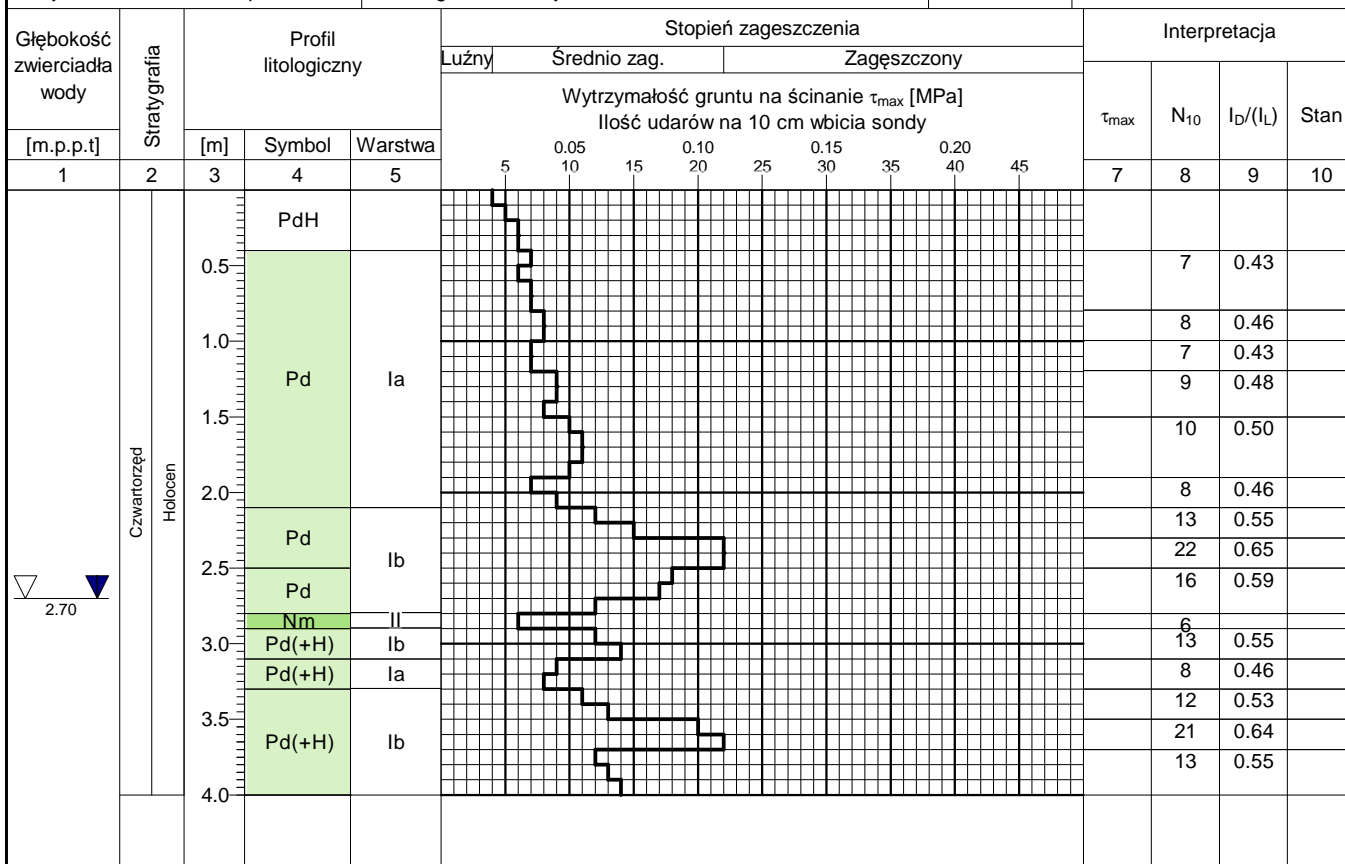 Głębokość zwierciadła wody
Stratygrafia
Profil litologiczny
Stopień zagęszczenia
Interpretacja
Luźny
Średnio zag.
Zagęszczony
Wytrzymałość gruntu na ścinanie τmax [MPa]
Ilość udarów na 10 cm wbicia sondy
τmax
N10
ID/(IL)
Stan
[m.p.p.t]
[m]
Symbol
Warstwa
0.05 0.10 0.15 0.20
5 10 15 20 25 30 35 40 45
1 2 3 4 5 7 8 9 10
PdH
0.5
7 0.43
8 0.46
1.0
7 0.43
Pd Ia
9 0.48
1.5
10 0.50
Czwartorzęd
Holocen
2.0
8 0.46
13 0.55
Pd
22 0.65
Ib
2.5
Pd
16 0.59
2.70
Nm II
6
3.0
Pd(+H) Ib
13 0.55
Pd(+H) Ia
8 0.46
12 0.53
3.5
21 0.64
Pd(+H) Ib
13 0.55
4.0